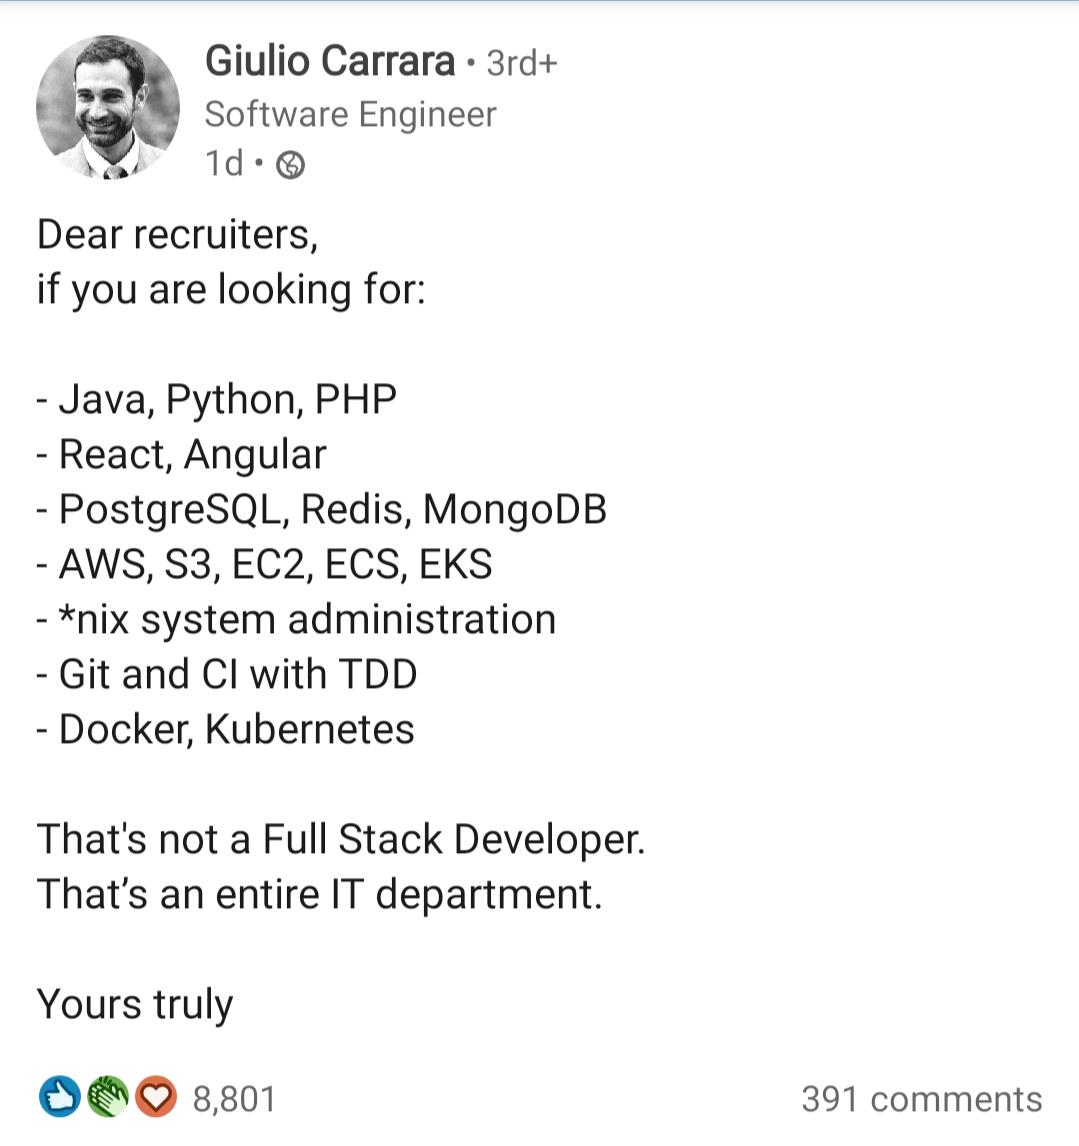 Giulio Carrara • 3rd+
Software Engineer
1d •
Dear recruiters,
if you are looking for:
- Java, Python, PHP
- React, Angular
- PostgreSQL, Redis, MongoDB
- AWS, S3, EC2, ECS, EKS
- *nix system administration
- Git and CI with TDD
- Docker, Kubernetes
That's not a Full Stack Developer.
That’s an entire IT department.
Yours truly
8,801 391 comments